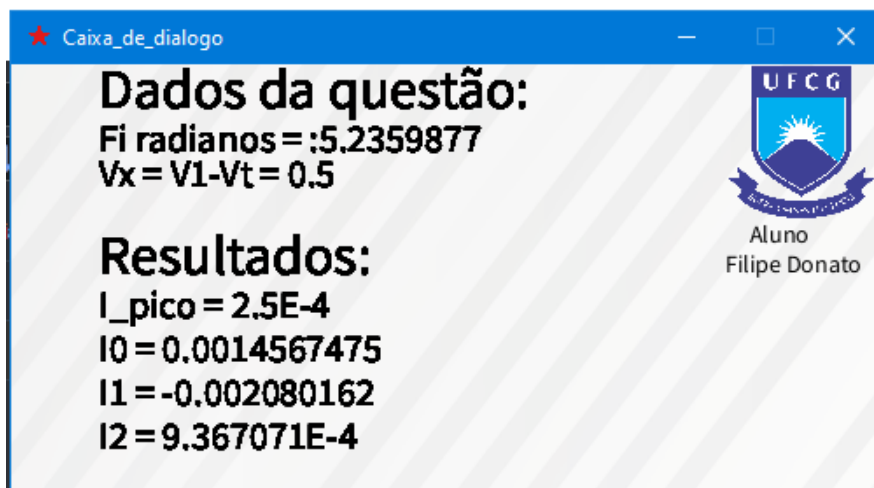 Caixa_de_dialogo
Dados da questão:
Fi radianos = :5.2359877
Vx = V1-Vt = 0.5
Resultados:
I_pico = 2.5E-4
I0 = 0.0014567475
I1 = -0.002080162
I2 = 9.367071E-4
UFCG
Aluno
Filipe Donato